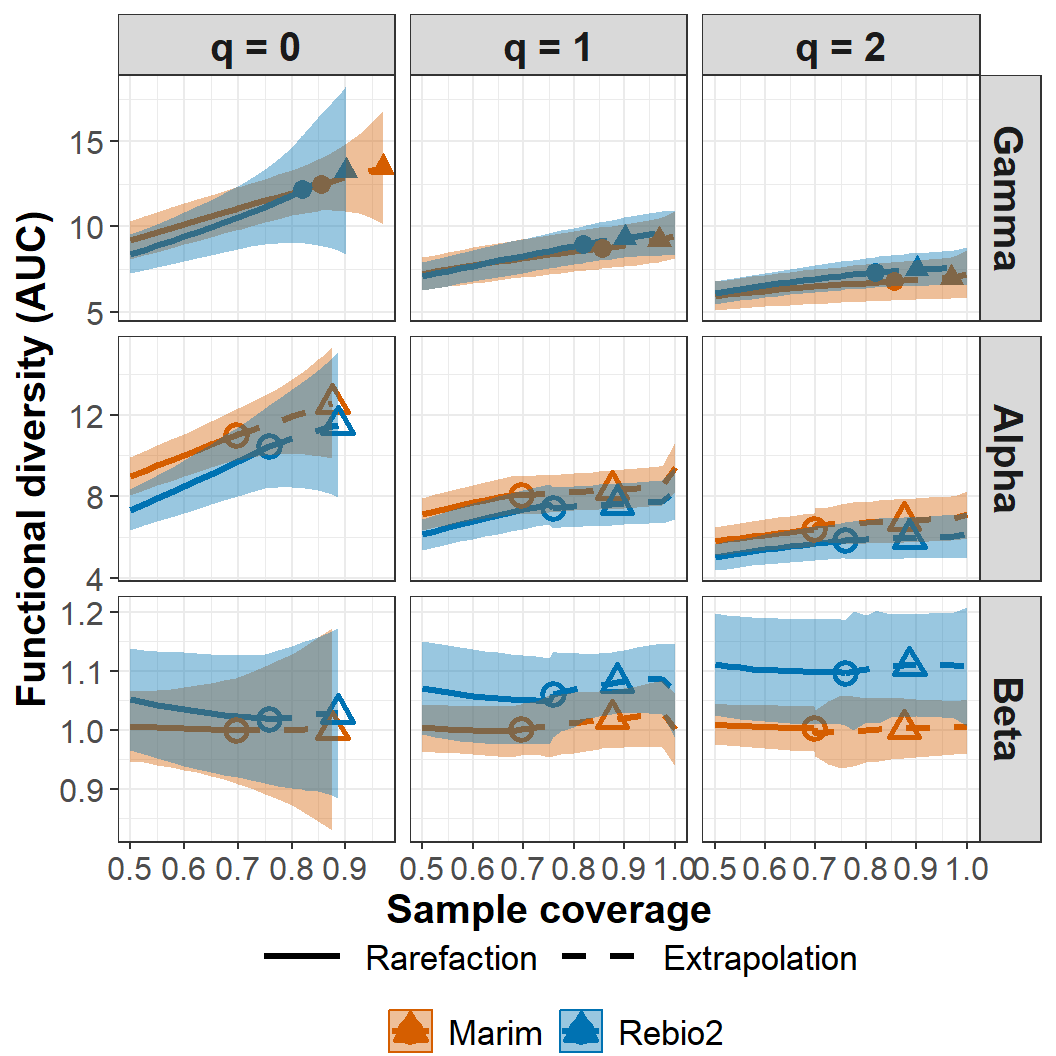 q = 0
q = 1
q = 2
Functional diversity (AUC)
15
10
5
Gamma
12
8
4
Alpha
1.2
1.1
1.0
0.9
Beta
0.5 0.6 0.7 0.8 0.9
0.5 0.6 0.7 0.8 0.9 1.0
0.5 0.6 0.7 0.8 0.9 1.0
Sample coverage
Rarefaction Extrapolation
Marim Rebio2